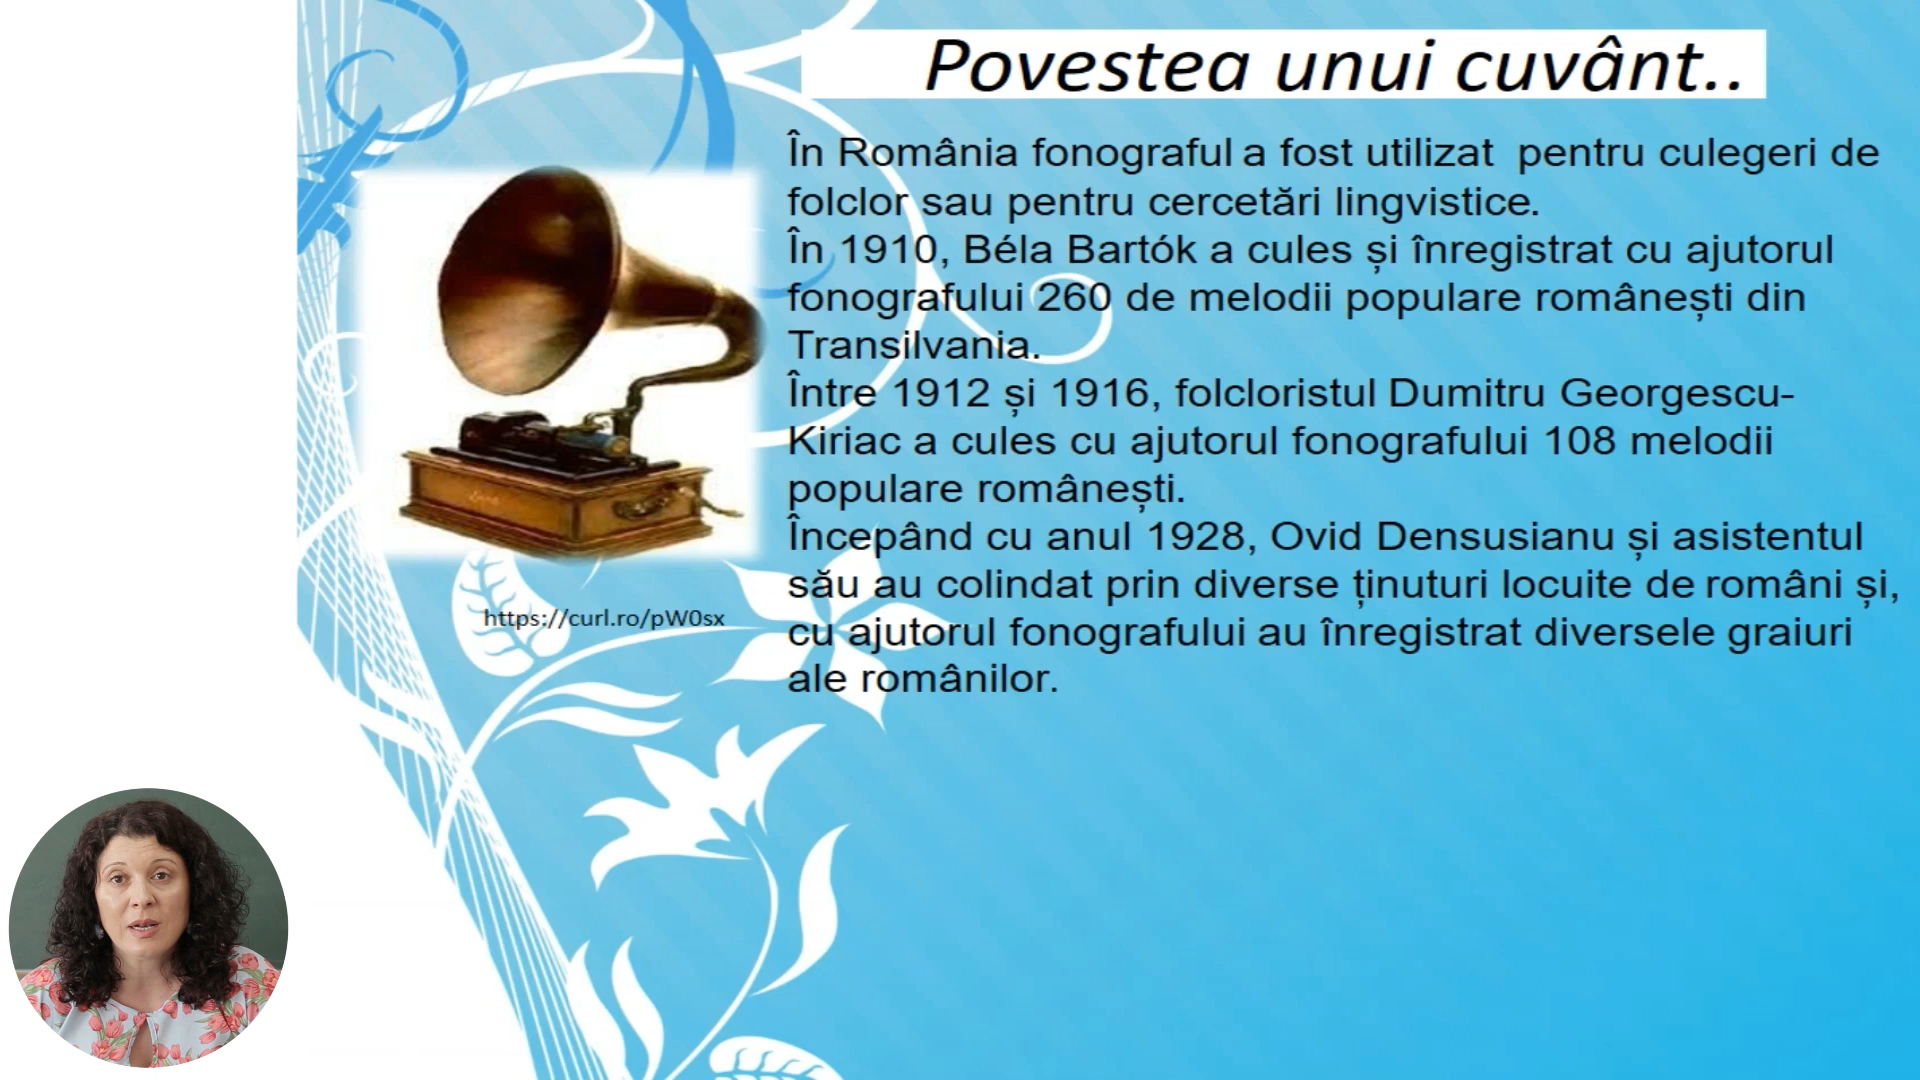 Povestea unui cuvânt..
În România fonograful a fost utilizat pentru culegeri de
folclor sau pentru cercetări lingvistice.
În 1910, Béla Bartók a cules și înregistrat cu ajutorul
fonografului 260 de melodii populare românești din
Transilvania.
Între 1912 și 1916, folcloristul Dumitru Georgescu-
Kiriac a cules cu ajutorul fonografului 108 melodii
populare românești.
Începând cu anul 1928, Ovid Densusianu și asistentul
său au colindat prin diverse ținuturi locuite de români și,
cu ajutorul fonografului au înregistrat diversele graiuri
ale românilor.
https://curl.ro/pW0sx